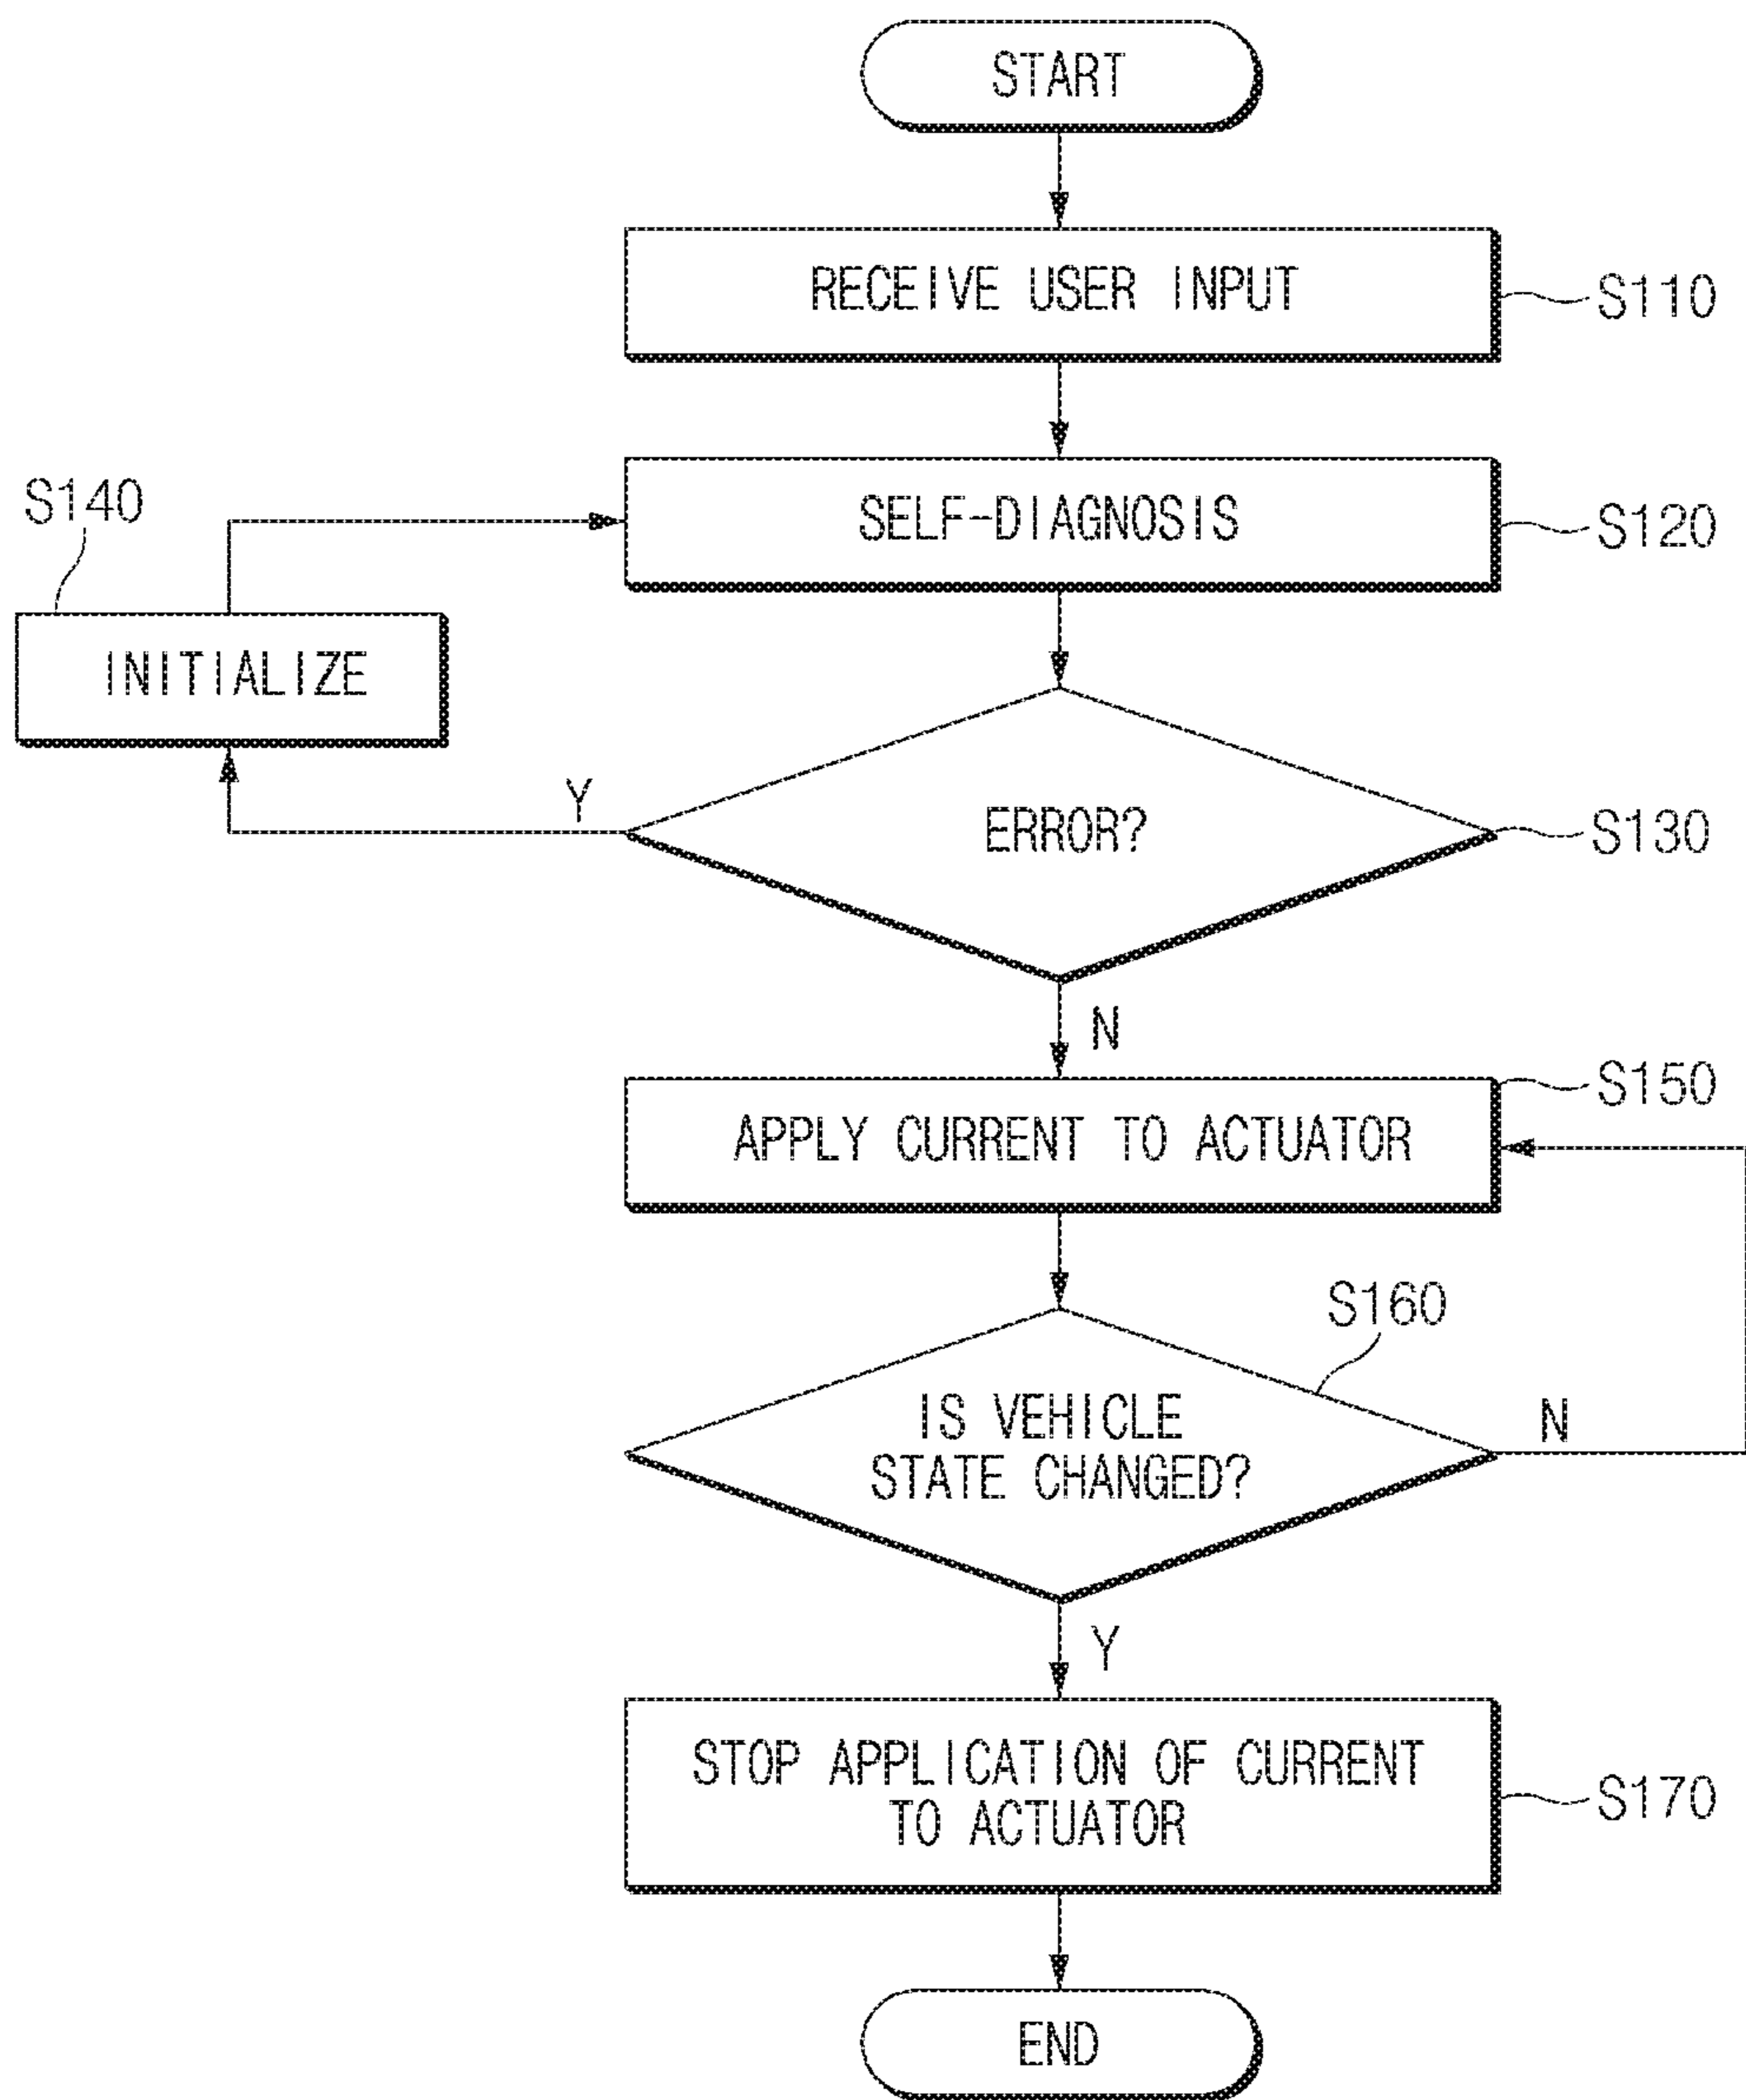 START
RECEIVE USER INPUT
S110
S140
SELF-DIAGNOSIS
S120
INITIALIZE
Y
ERROR?
S130
N
S150
APPLY CURRENT TO ACTUATOR
S160
IS VEHICLE
STATE CHANGED?
N
Y
STOP APPLICATION OF CURRENT
TO ACTUATOR
S170
END